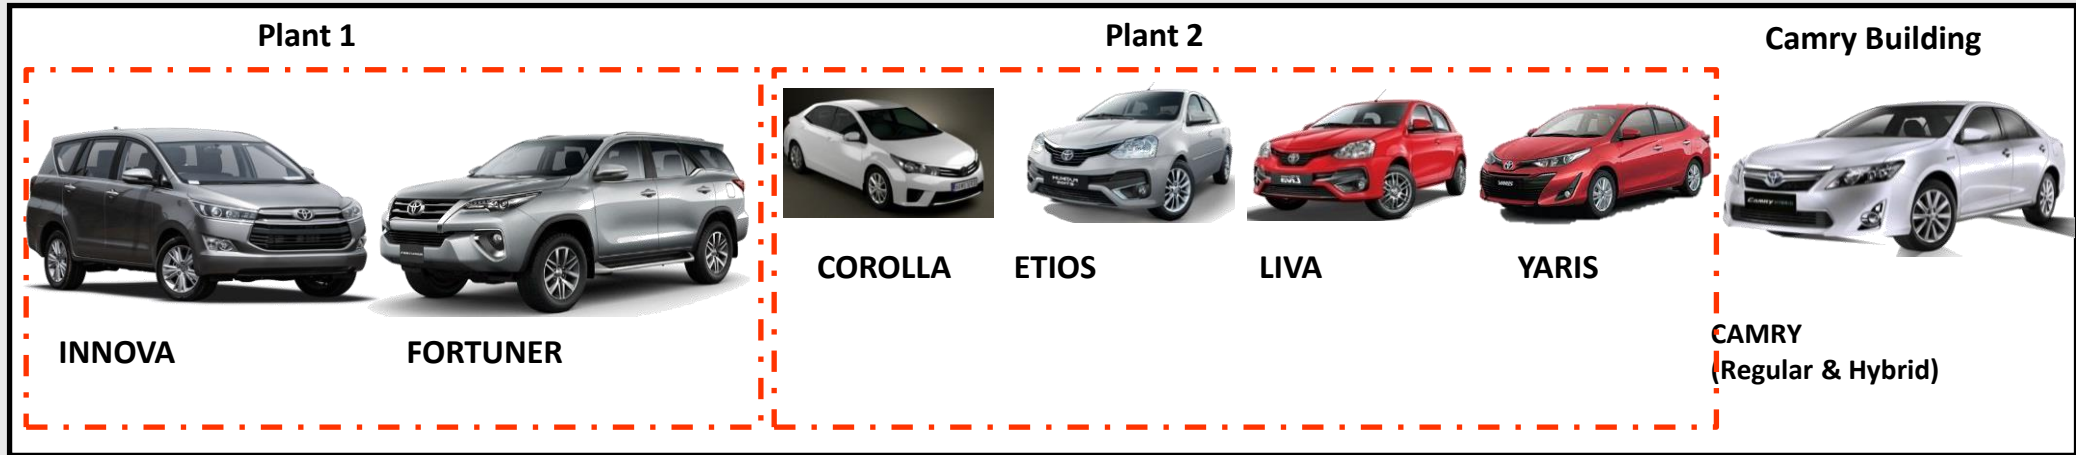 Plant 1
Plant 2
Camry Building
INNOVA
FORTUNER
COROLLA
ETIOS
LIVA
YARIS
CAMRY
(Regular & Hybrid)